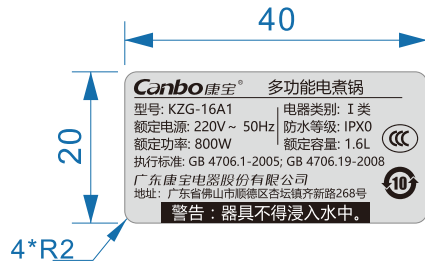 40
Canbo康宝® 多功能电煮锅
型号: KZG-16A1 电器类别: I 类
额定电源: 220V~ 50Hz 防水等级: IPX0
额定功率: 800W 额定容量: 1.6L
CCC
执行标准: GB 4706.1-2005; GB 4706.19-2008
广东康宝电器股份有限公司
地址: 广东省佛山市顺德区杏坛镇齐新路268号
10
警告: 器具不得浸入水中。
20
4*R2